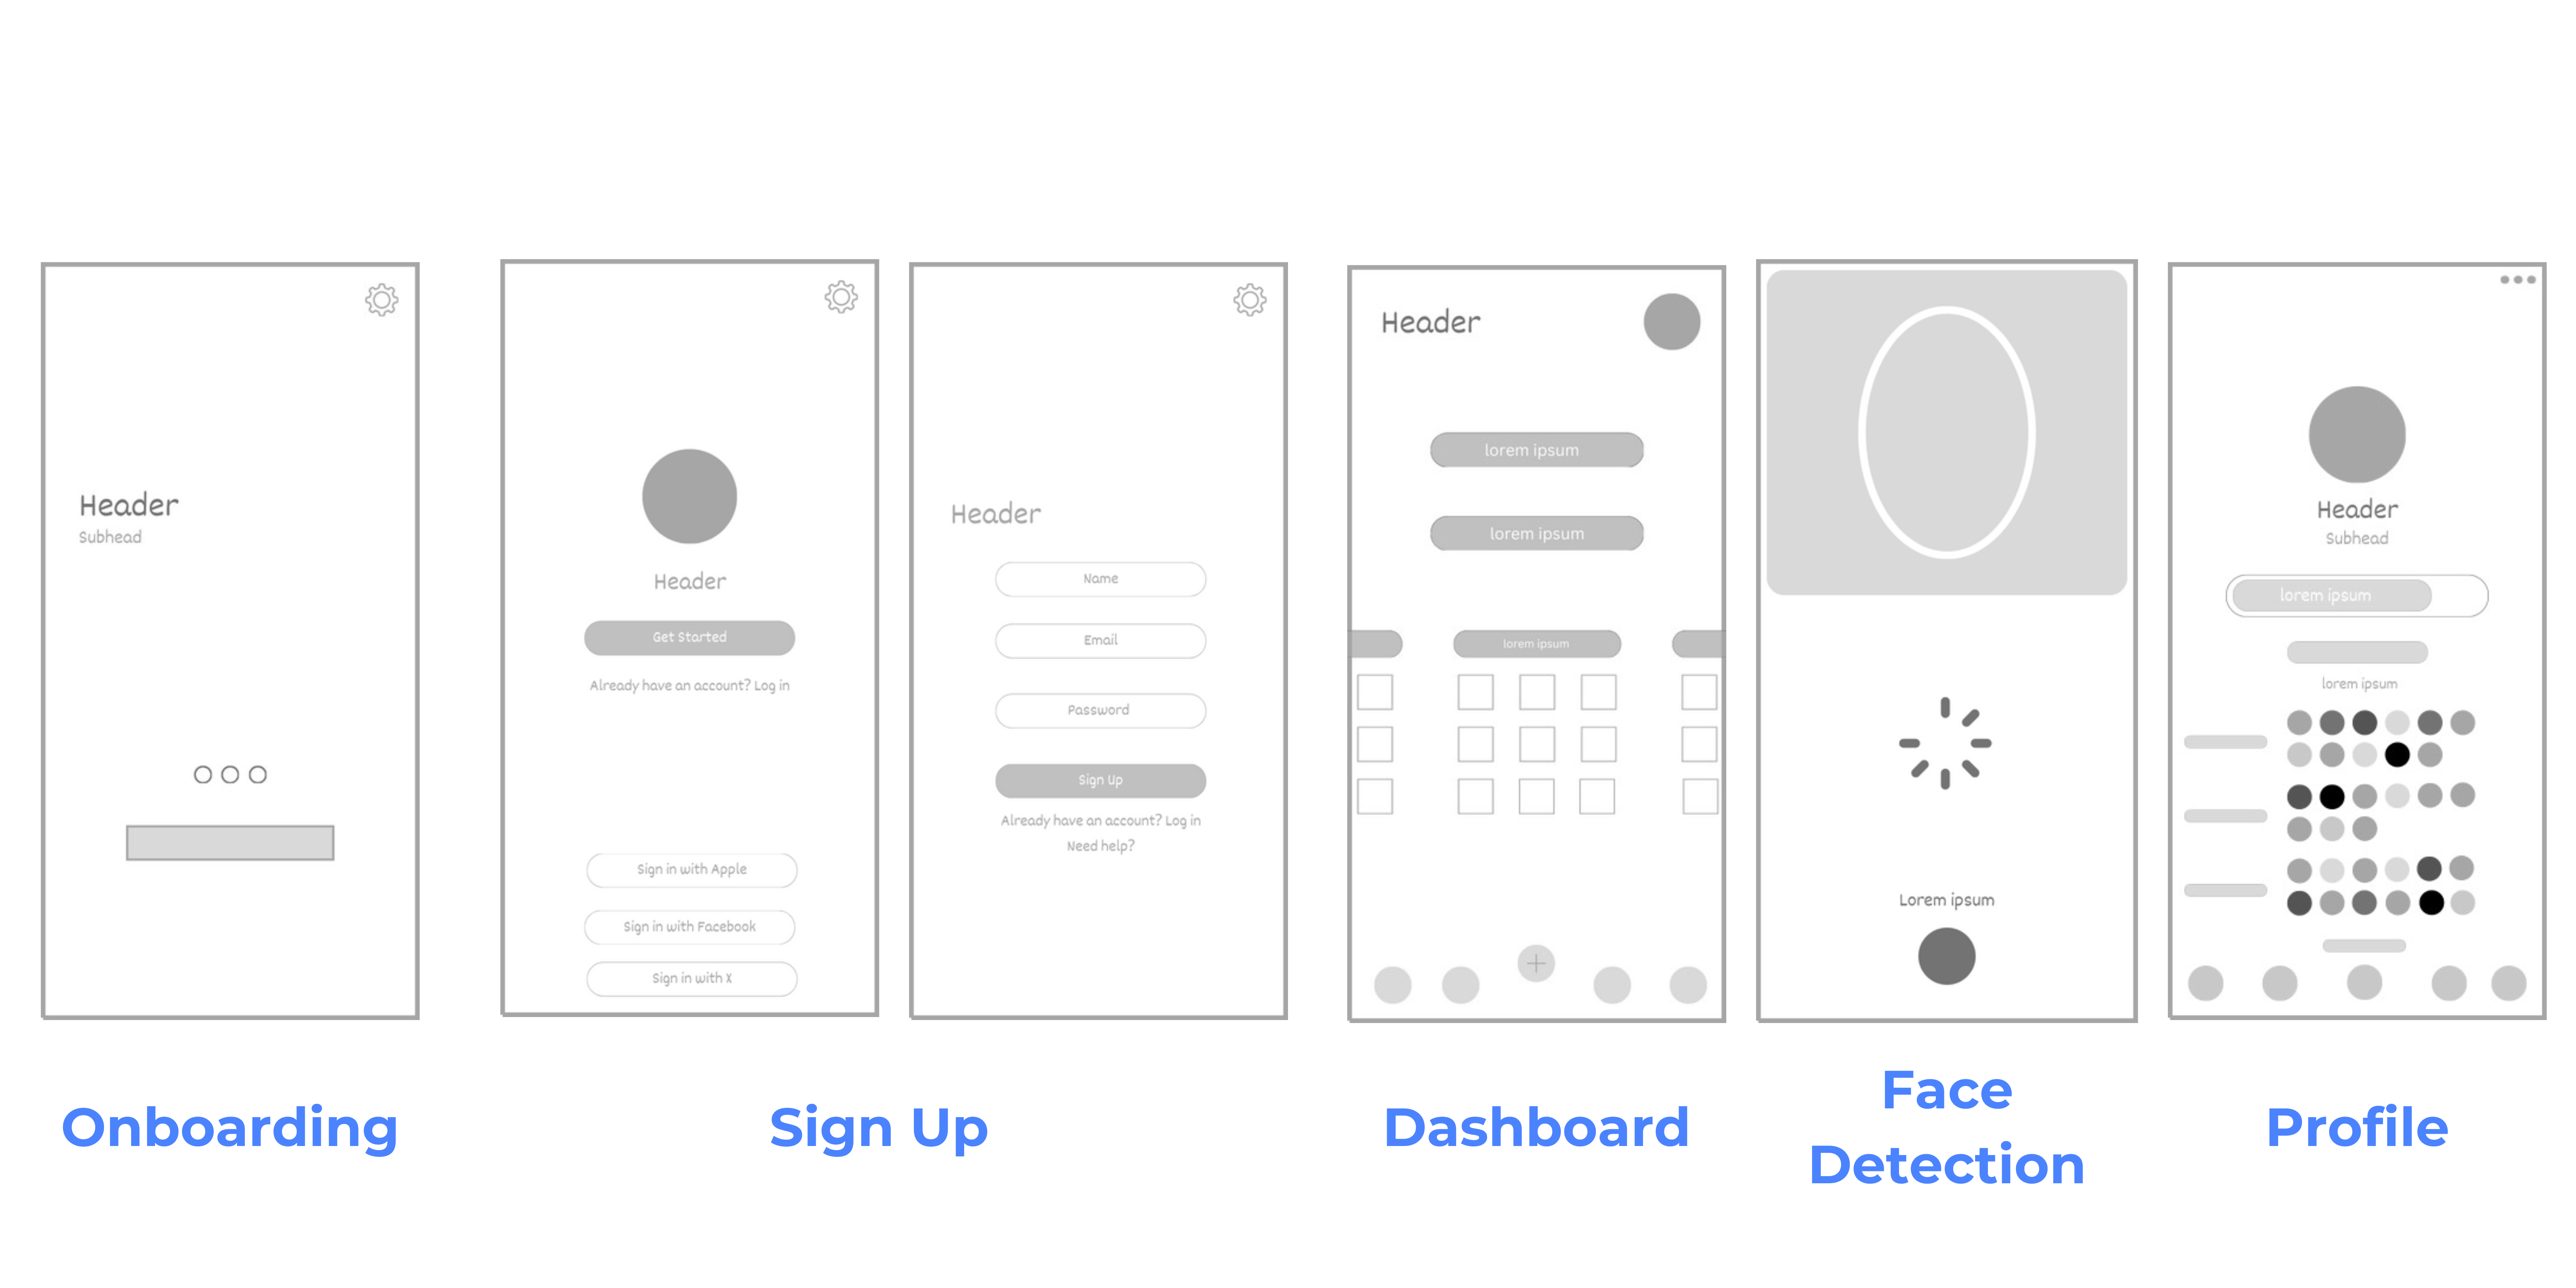 Header
Subhead
Onboarding
Header
Get Started
Already have an account? Log in
Sign in with Apple
Sign in with Facebook
Sign in with X
Header
Name
Email
Password
Sign Up
Already have an account? Log in
Need help?
Sign Up
Header
lorem ipsum
lorem ipsum
lorem ipsum
+
Dashboard
Lorem ipsum
Face
Detection
Header
Subhead
lorem ipsum
lorem ipsum
Profile